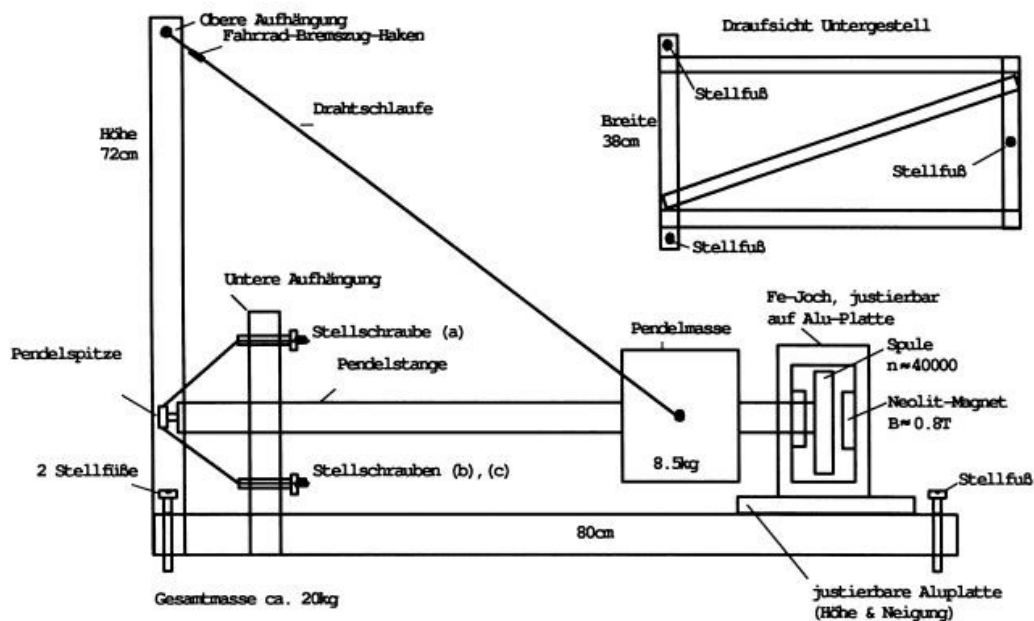 Obere Aufhängung
Fahrrad-Bremszug-Haken
Drahtschlaufe
Höhe
72cm
Draufsicht Untergestell
Stellfuß
Breite
38cm
Stellfuß
Stellfuß
Untere Aufhängung
Stellschraube (a)
Pendelspitze
Pendelstange
Pendelmasse
Fe-Joch, justierbar
auf Alu-Platte
Spule
n≈40000
Neolit-Magnet
B≈0.8T
2 Stellfüße
Stellschrauben (b),(c)
8.5kg
Stellfuß
80cm
Gesamtmasse ca. 20kg
justierbare Aluplatte
(Höhe & Neigung)